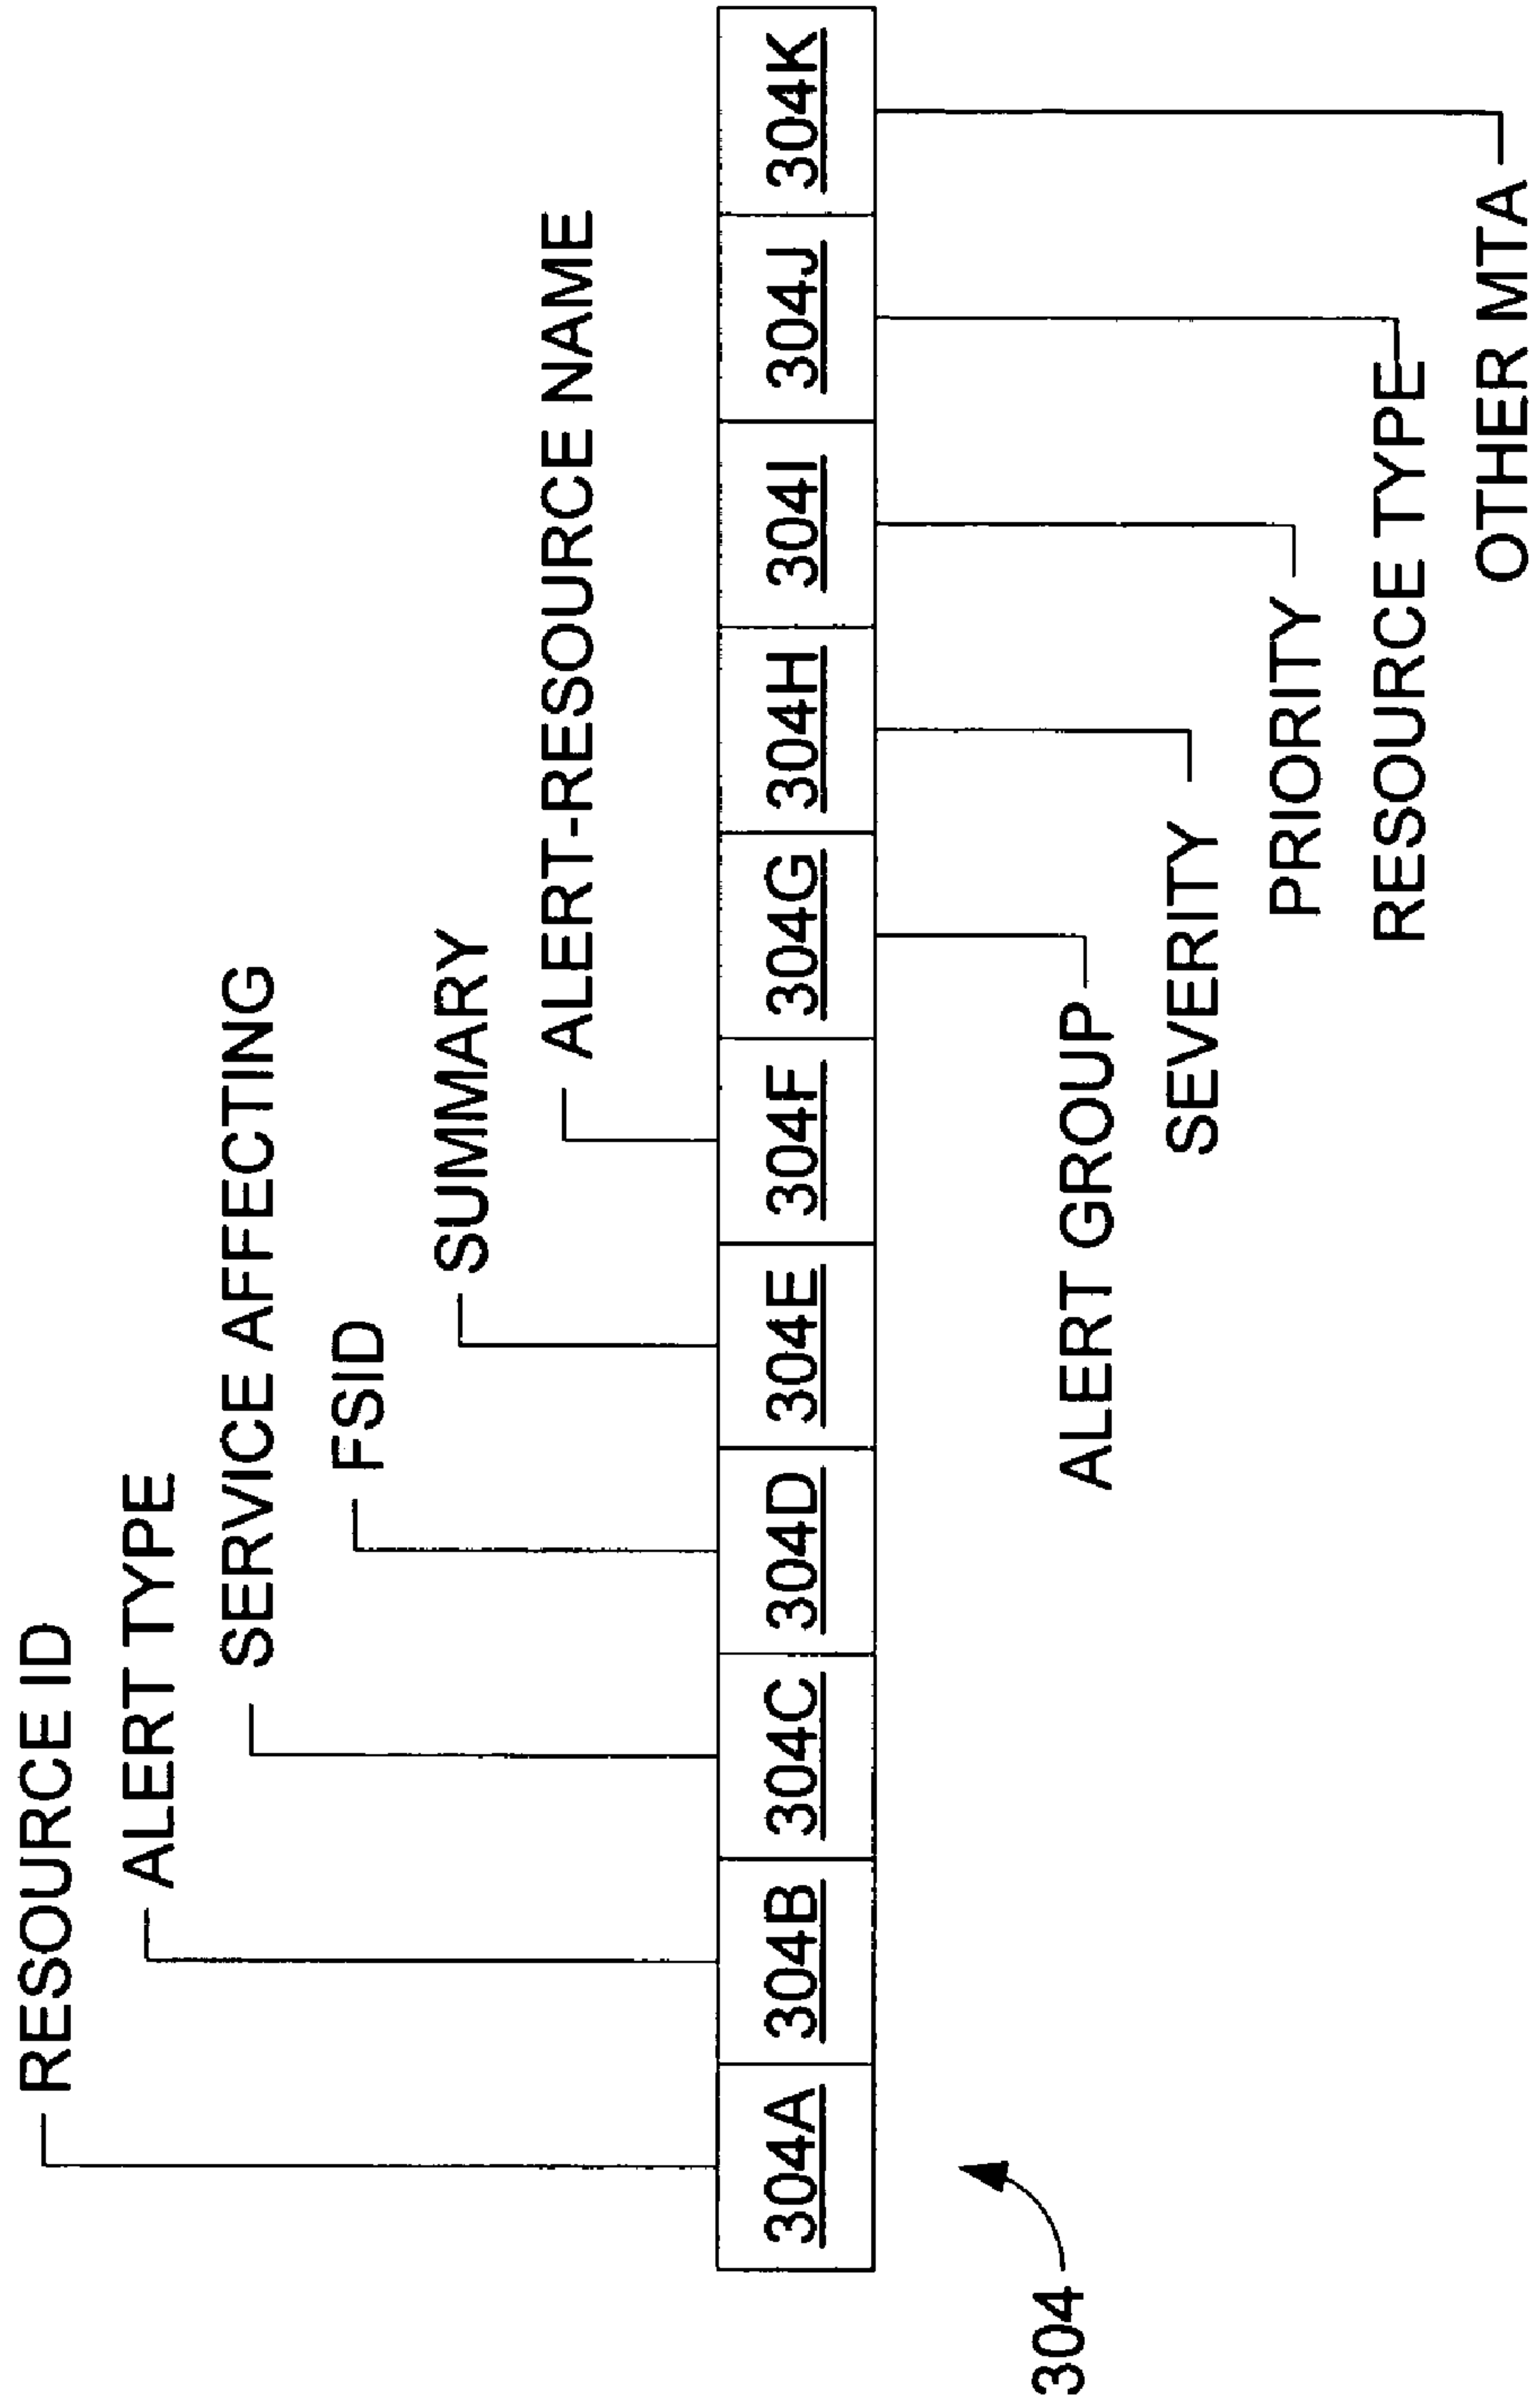 RESOURCE ID
ALERT TYPE
SERVICE AFFECTING
FSID
SUMMARY
ALERT-RESOURCE NAME
304A 304B 304C 304D 304E 304F 304G 304H 304I 304J 304K
304
ALERT GROUP
SEVERITY
PRIORITY
RESOURCE TYPE
OTHER MTA